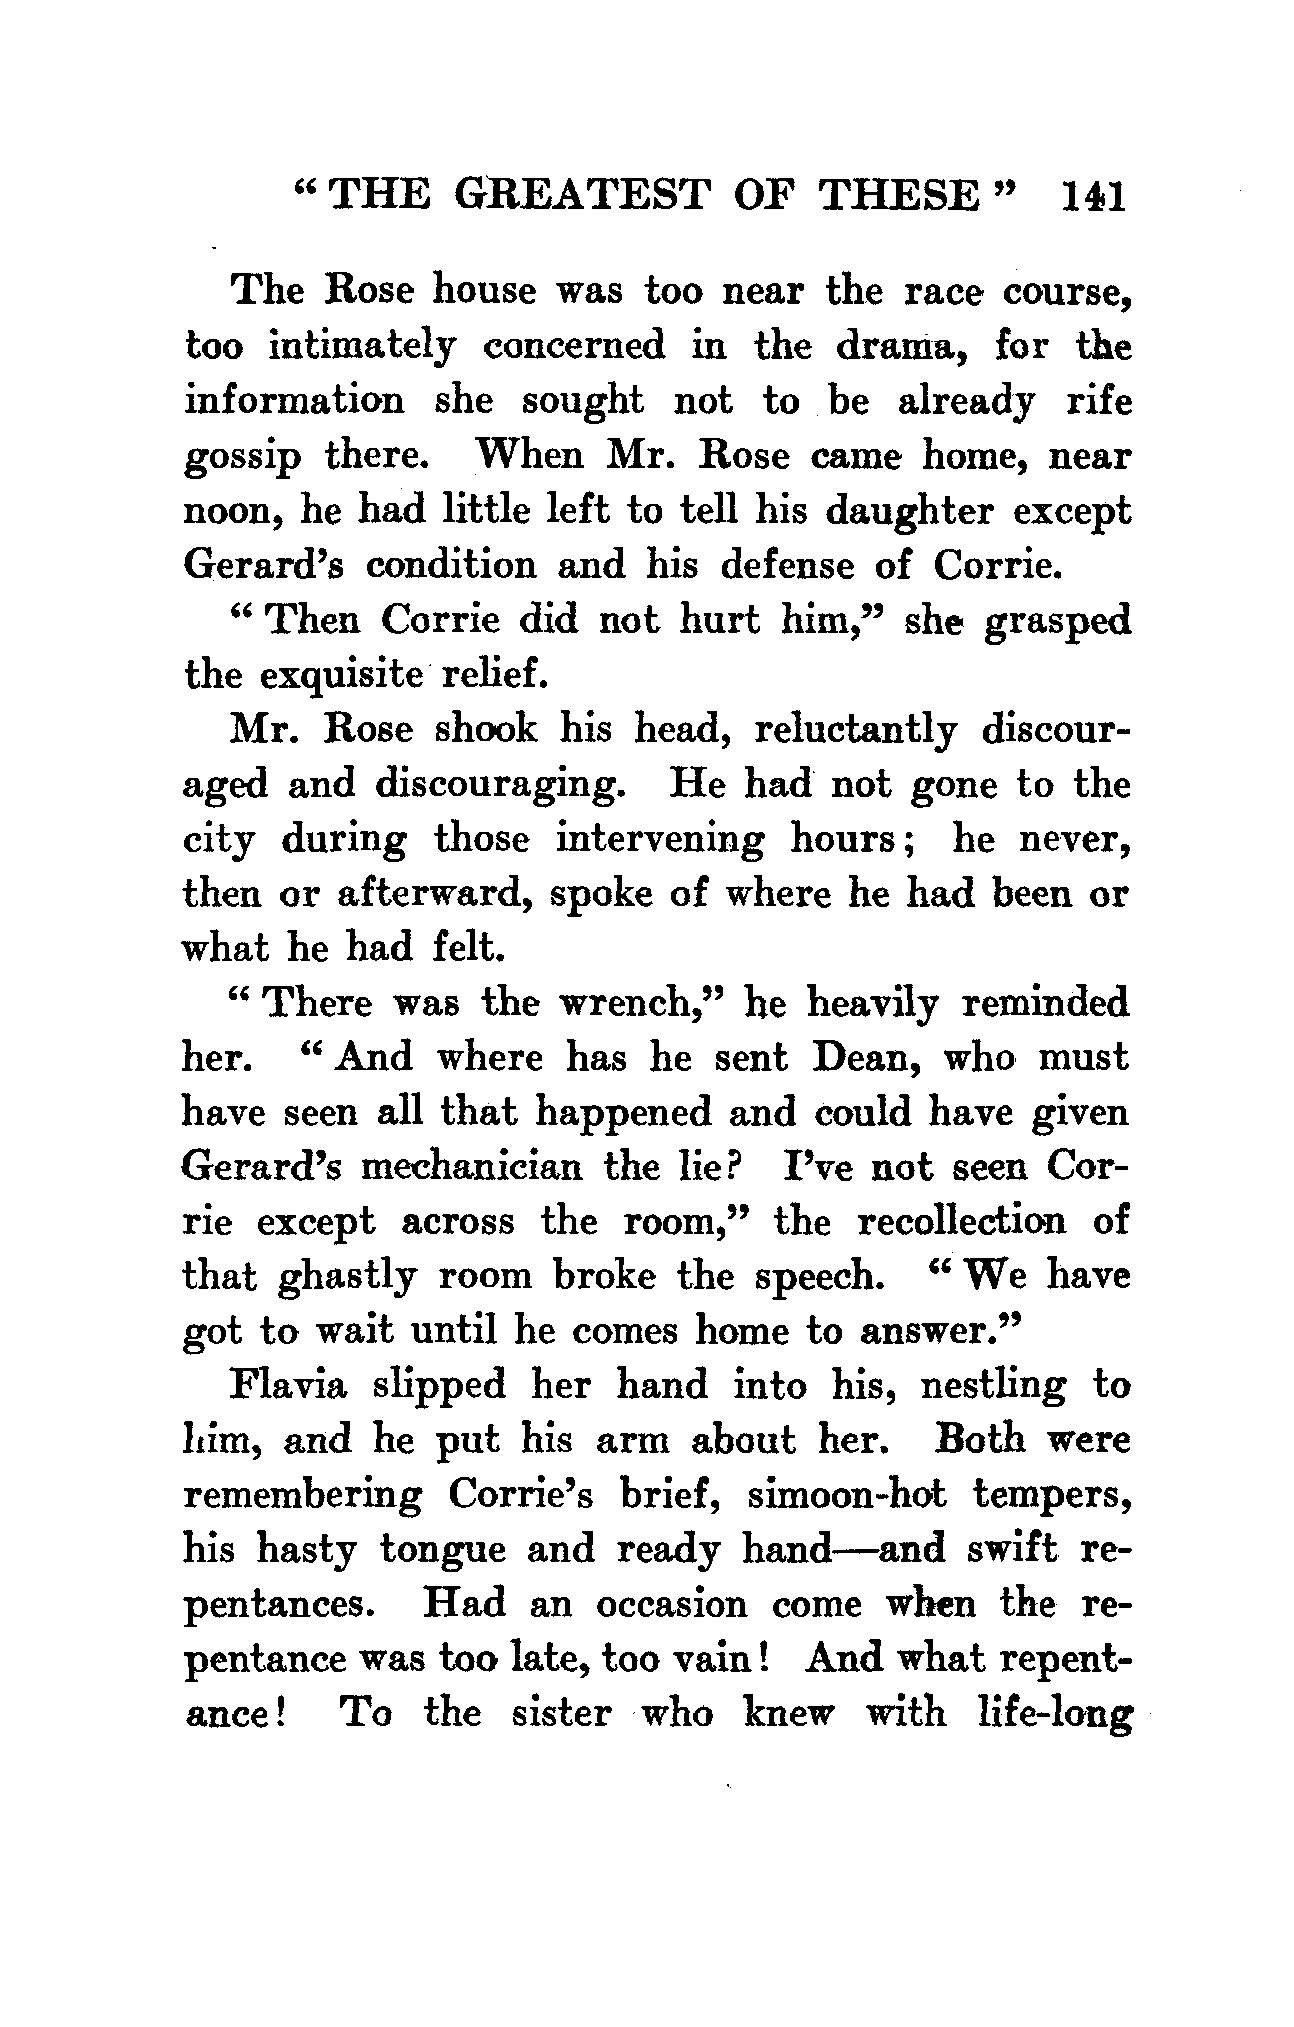 “ THE GREATEST OF THESE ” 141
The Rose house was too near the race course,
too intimately concerned in the drama, for the
information she sought not to be already rife
gossip there. When Mr. Rose came home, near
noon, he had little left to tell his daughter except
Gerard’s condition and his defense of Corrie.
“ Then Corrie did not hurt him,” she grasped
the exquisite relief.
Mr. Rose shook his head, reluctantly discour-
aged and discouraging. He had not gone to the
city during those intervening hours; he never,
then or afterward, spoke of where he had been or
what he had felt.
“ There was the wrench,” he heavily reminded
her. “ And where has he sent Dean, who must
have seen all that happened and could have given
Gerard’s mechanician the lie? I’ve not seen Cor-
rie except across the room,” the recollection of
that ghastly room broke the speech. “ We have
got to wait until he comes home to answer.”
Flavia slipped her hand into his, nestling to
him, and he put his arm about her. Both were
remembering Corrie’s brief, simoon-hot tempers,
his hasty tongue and ready hand—and swift re-
pentances. Had an occasion come when the re-
pentance was too late, too vain! And what repent-
ance! To the sister who knew with life-long